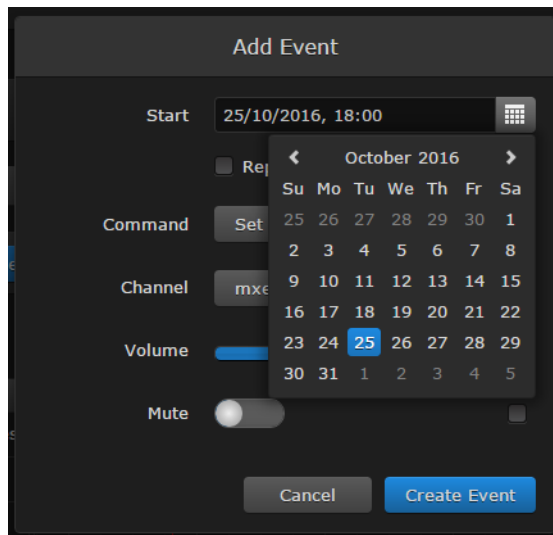 Add Event
Start 25/10/2016, 18:00
October 2016
Su Mo Tu We Th Fr Sa
25 26 27 28 29 30 1
2 3 4 5 6 7 8
9 10 11 12 13 14 15
16 17 18 19 20 21 22
23 24 25 26 27 28 29
30 31 1 2 3 4 5
Rep
Command Set
Channel mxe
Volume
Mute
Cancel Create Event